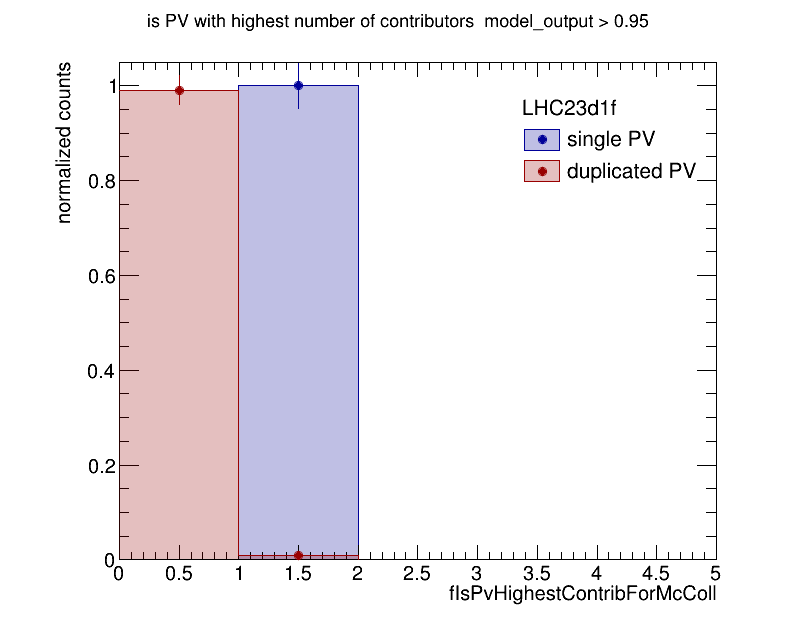 is PV with highest number of contributors  model_output > 0.95
normalized counts
LHC23d1f
single PV
duplicated PV
1
0.8
0.6
0.4
0.2
0
0 0.5 1 1.5 2 2.5 3 3.5 4 4.5 5
fIsPvHighestContribForMcColl